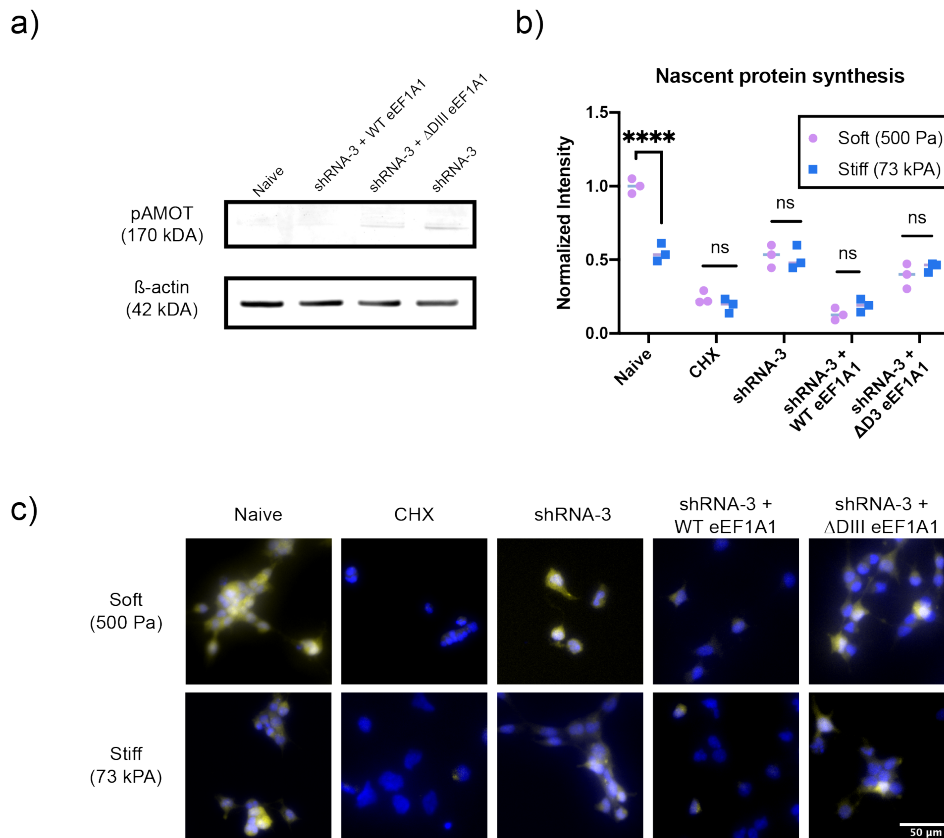 a)
Naive
shRNA-3 + WT eEF1A1
shRNA-3 + ΔDIII eEF1A1
shRNA-3
pAMOT
(170 kDA)
ß-actin
(42 kDA)
b)
Nascent protein synthesis
Normalized Intensity
1.5
1.0
0.5
0.0
****
ns
ns
ns
ns
Soft (500 Pa)
Stiff (73 kPA)
Naive
CHX
shRNA-3
shRNA-3 +
WT eEF1A1
shRNA-3 +
ΔD3 eEF1A1
c)
Naive
CHX
shRNA-3
shRNA-3 +
WT eEF1A1
shRNA-3 +
ΔDIII eEF1A1
Soft
(500 Pa)
Stiff
(73 kPA)
50 µm